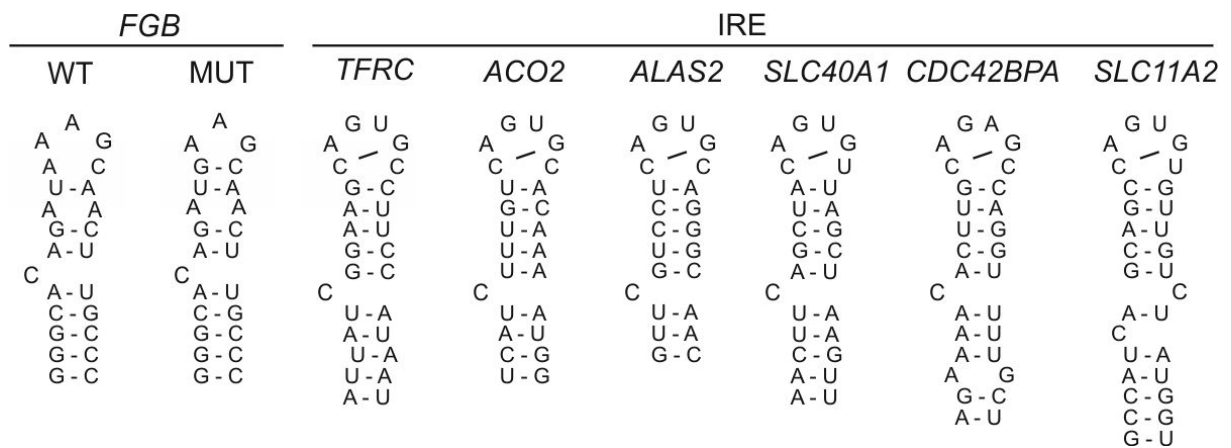 FGB
IRE
WT
MUT
TFRC
ACO2
ALAS2
SLC40A1
CDC42BPA
SLC11A2
A
A G
A C
U - A
A A
G - C
A - U
C
A - U
C - G
G - C
G - C
G - C
A
A G
G - C
U - A
A A
G - C
A - U
C
A - U
C - G
G - C
G - C
G - C
G U
A G
C C
G - C
A - U
A - U
G - C
G - C
C
U - A
A - U
U - A
U - A
A - U
G U
A G
C C
U - A
G - C
U - A
U - A
U - A
C
U - A
A - U
C - G
U - G
G U
A G
C C
U - A
C - G
C - G
U - G
G - C
C
U - A
U - A
G - C
G U
A G
C U
A - U
U - A
C - G
G - C
A - U
C
U - A
U - A
C - G
A - U
A - U
G A
A G
C C
G - C
U - A
U - G
C - G
A - U
C
A - U
A - U
A - U
A G
G - C
A - U
G U
A G
C U
C - G
G - U
A - U
C - G
G - U
C
A - U
C
U - A
A - U
C - G
C - G
G - U